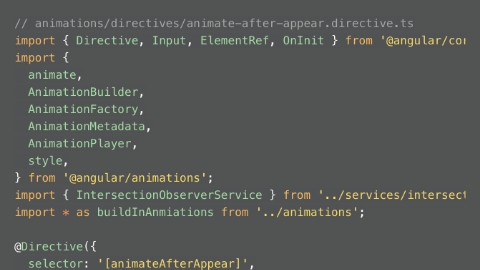 // animations/directives/animate-after-appear.directive.ts
import { Directive, Input, ElementRef, OnInit } from '@angular/cor
import {
  animate,
  AnimationBuilder,
  AnimationFactory,
  AnimationMetadata,
  AnimationPlayer,
  style,
} from '@angular/animations';
import { IntersectionObserverService } from '../services/intersect
import * as buildInAnmiations from '../animations';
@Directive({
  selector: '[animateAfterAppear]',